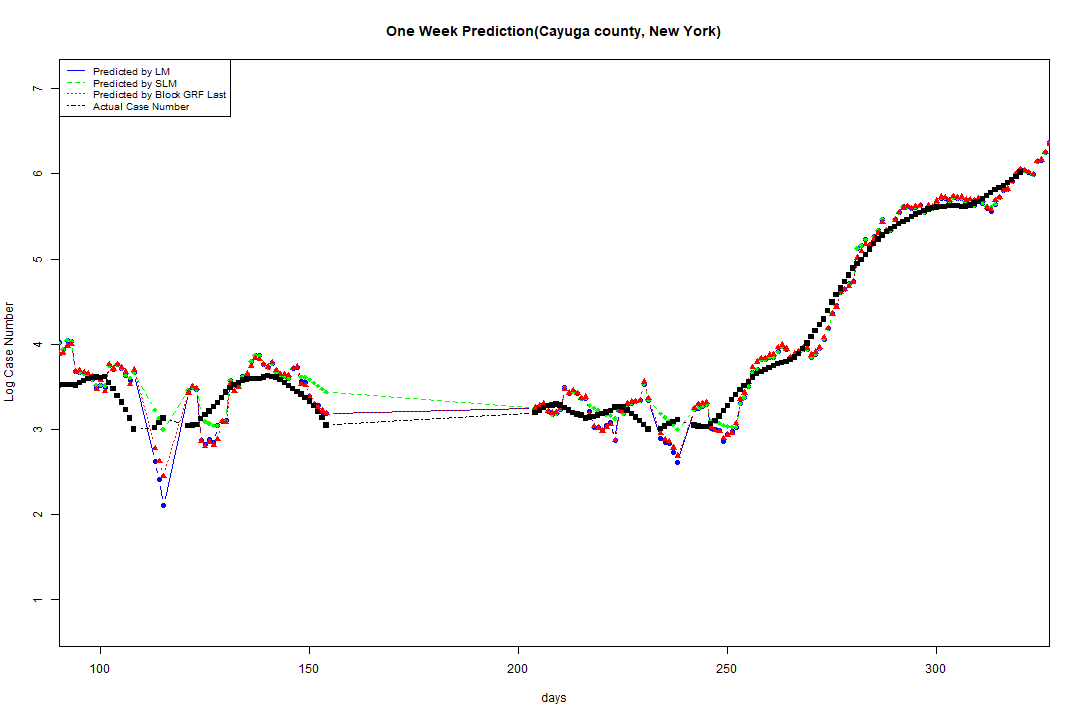 One Week Prediction(Cayuga county, New York)
Predicted by LM
Predicted by SLM
Predicted by Block GRF Last
Actual Case Number
7
6
5
4
3
2
1
Log Case Number
100 150 200 250 300
days